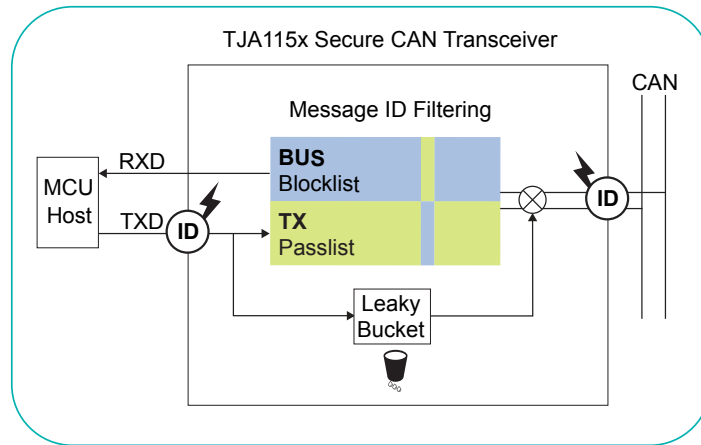 TJA115x Secure CAN Transceiver
CAN
Message ID Filtering
RXD
BUS
Blocklist
MCU
Host
TXD
ID
TX
Passlist
ID
Leaky
Bucket